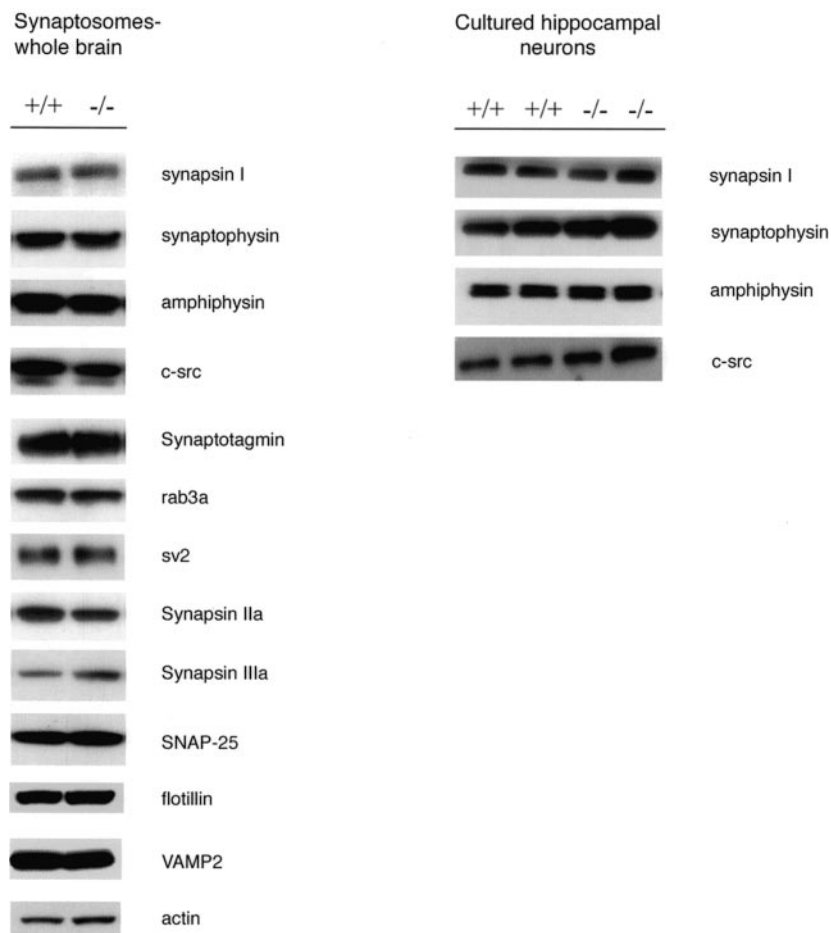 Synaptosomes-
whole brain
+/+ -/-
synapsin I
synaptophysin
amphiphysin
c-src
Synaptotagmin
rab3a
sv2
Synapsin IIa
Synapsin IIIa
SNAP-25
flotillin
VAMP2
actin
Cultured hippocampal
neurons
+/+ +/+ -/- -/-
synapsin I
synaptophysin
amphiphysin
c-src